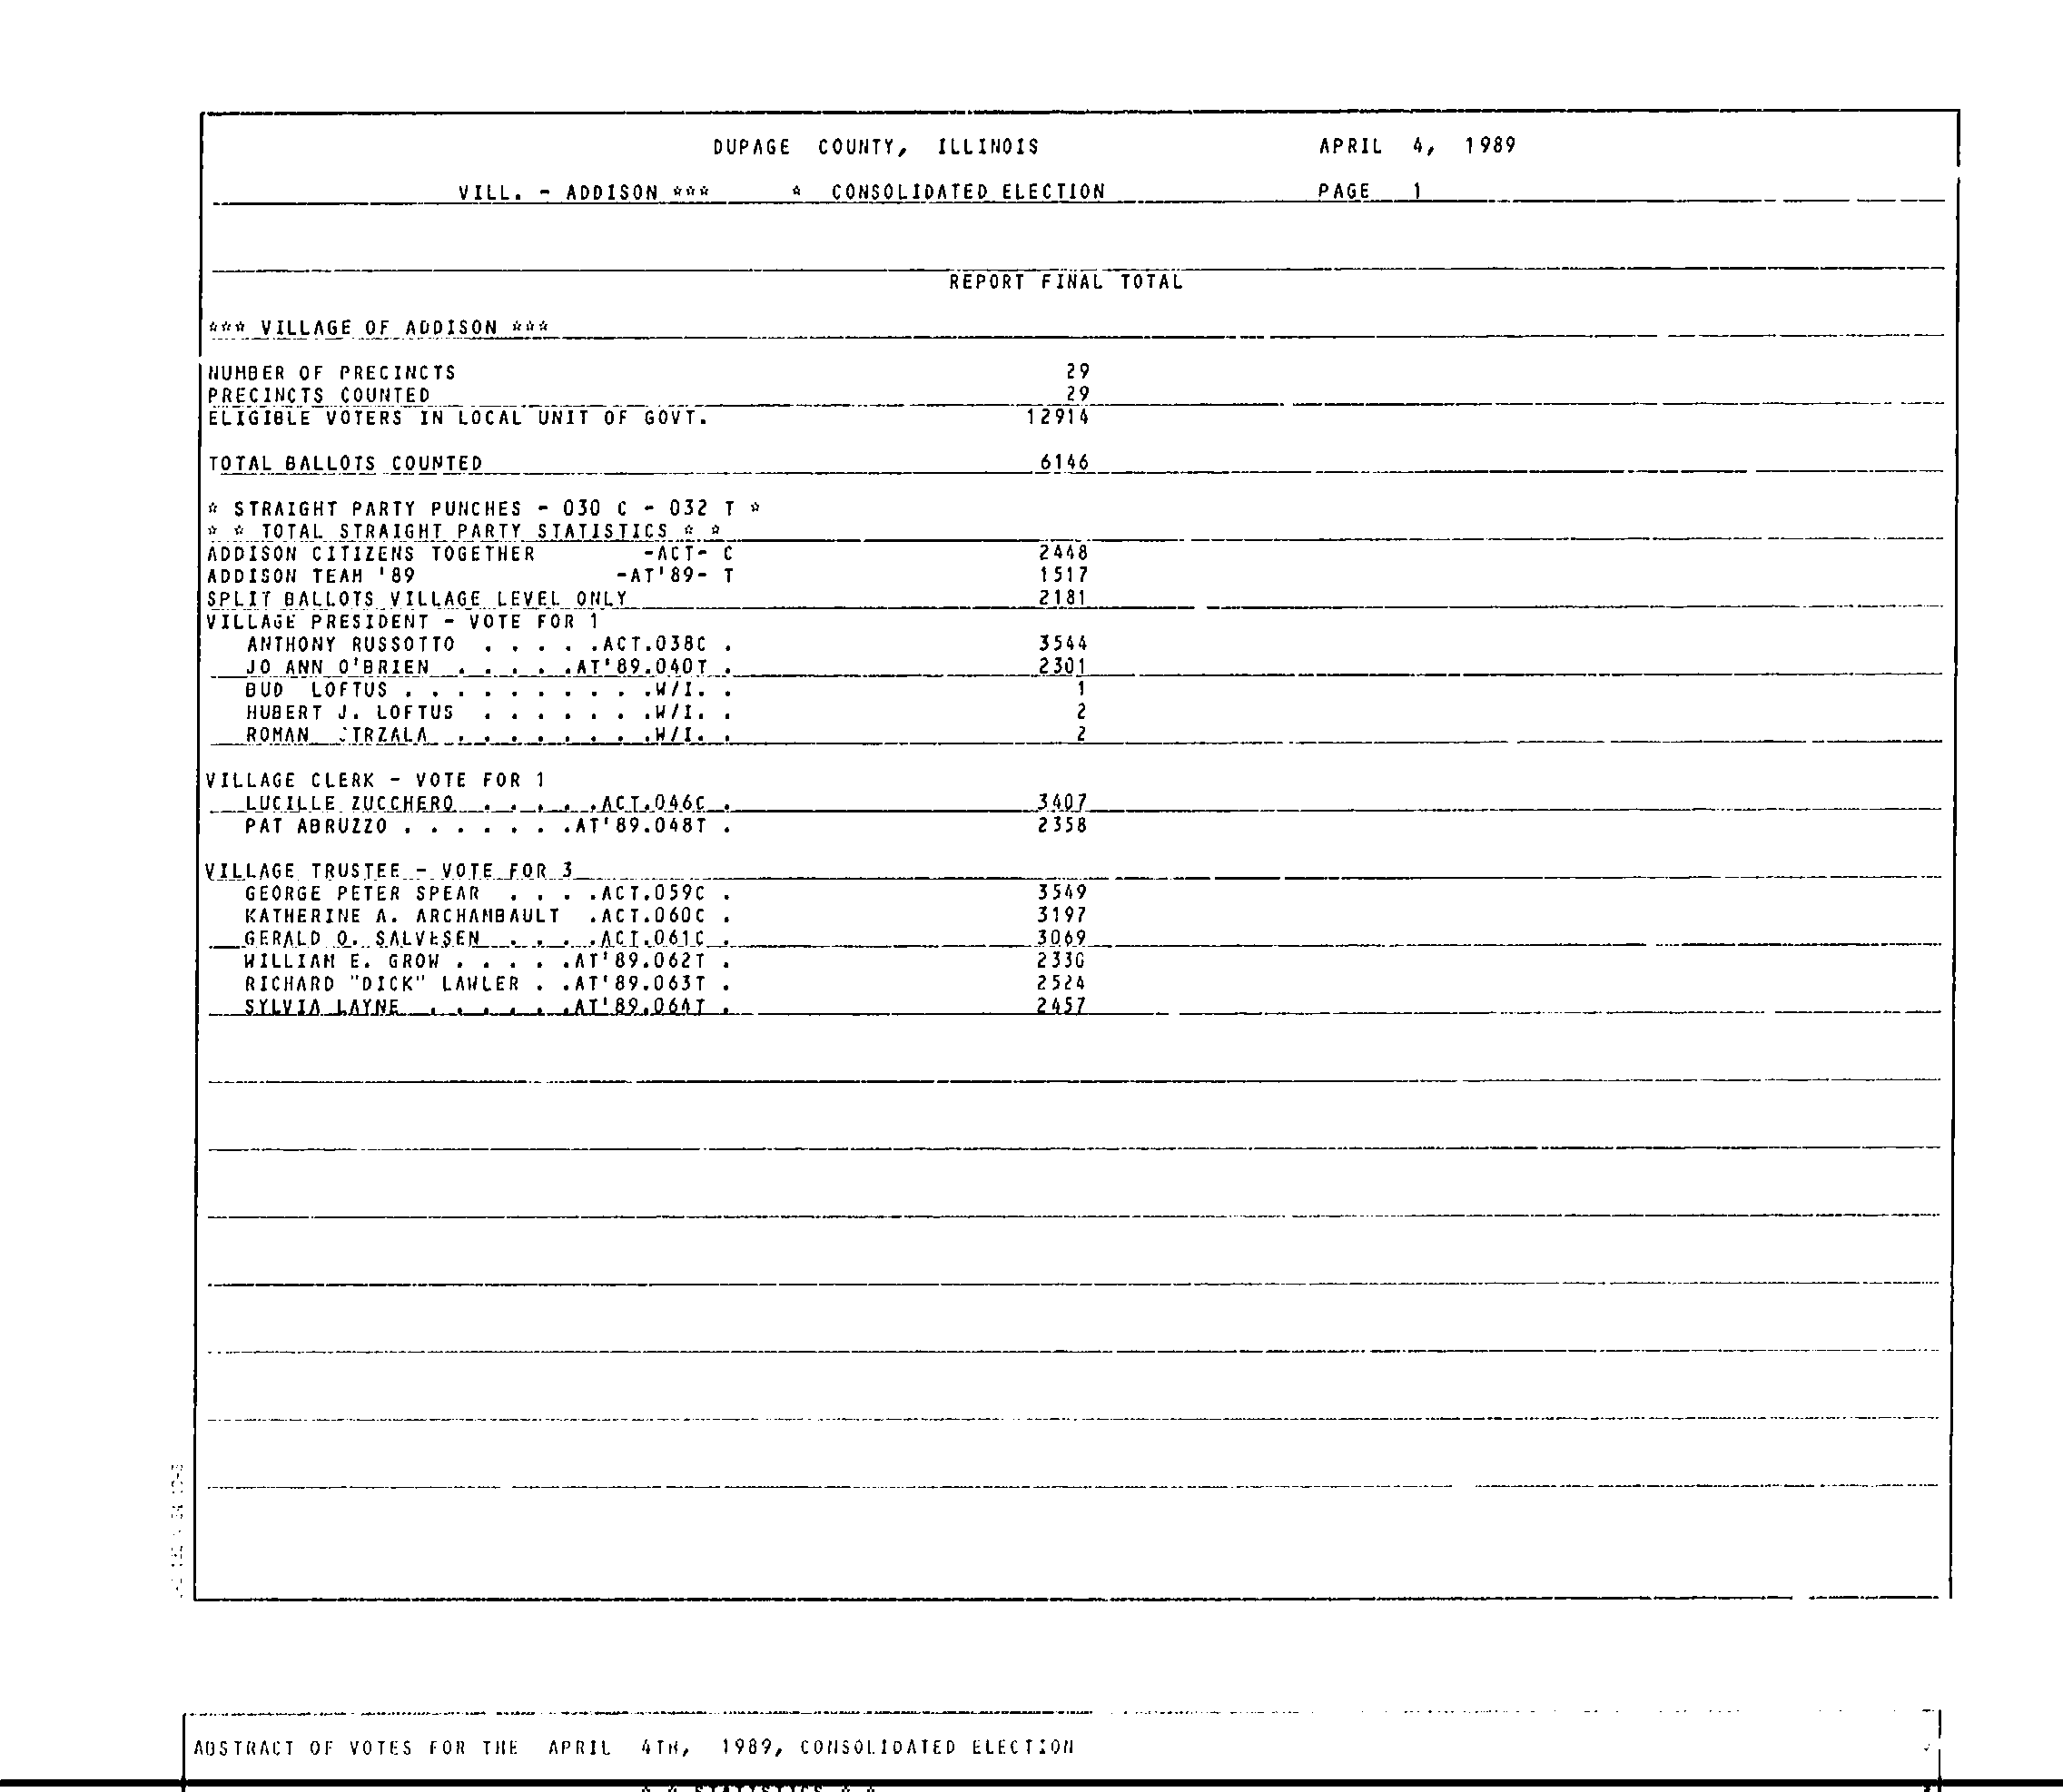 DUPAGE COUNTY, ILLINOIS APRIL 4, 1989
VILL. - ADDISON *** * CONSOLIDATED ELECTION PAGE 1
REPORT FINAL TOTAL
*** VILLAGE OF ADDISON ***
NUMBER OF PRECINCTS 29
PRECINCTS COUNTED 29
ELIGIBLE VOTERS IN LOCAL UNIT OF GOVT. 12914
TOTAL BALLOTS COUNTED 6146
* STRAIGHT PARTY PUNCHES - 030 C - 032 T *
* * TOTAL STRAIGHT PARTY STATISTICS * *
ADDISON CITIZENS TOGETHER -ACT- C 2448
ADDISON TEAM '89 -AT'89- T 1517
SPLIT BALLOTS VILLAGE LEVEL ONLY 2181
VILLAGE PRESIDENT - VOTE FOR 1
ANTHONY RUSSOTTO . . . . .ACT.038C . 3544
JO ANN O'BRIEN . . . . .AT'89.040T . 2301
BUD LOFTUS . . . . . . . . . .W/I. . 1
HUBERT J. LOFTUS . . . . . . .W/I. . 2
ROMAN . . . . . . . .W/I. . 2
VILLAGE CLERK - VOTE FOR 1
LUCILLE ZUCCHERO . . . . .ACT.046C . 3407
PAT ABRUZZO . . . . . . .AT'89.048T . 2358
VILLAGE TRUSTEE - VOTE FOR 3
GEORGE PETER SPEAR . . . .ACT.059C . 3549
KATHERINE A. ARCHAMBAULT .ACT.060C . 3197
GERALD O. SALVESEN . . . .ACT.061C . 3069
WILLIAM E. GROW . . . . .AT'89.062T . 2330
RICHARD "DICK" LAWLER . .AT'89.063T . 2524
SYLVIA LAYNE . . . . . .AT'89.064T . 2457
ABSTRACT OF VOTES FOR THE APRIL 4TH, 1989, CONSOLIDATED ELECTION
* * STATISTICS * *